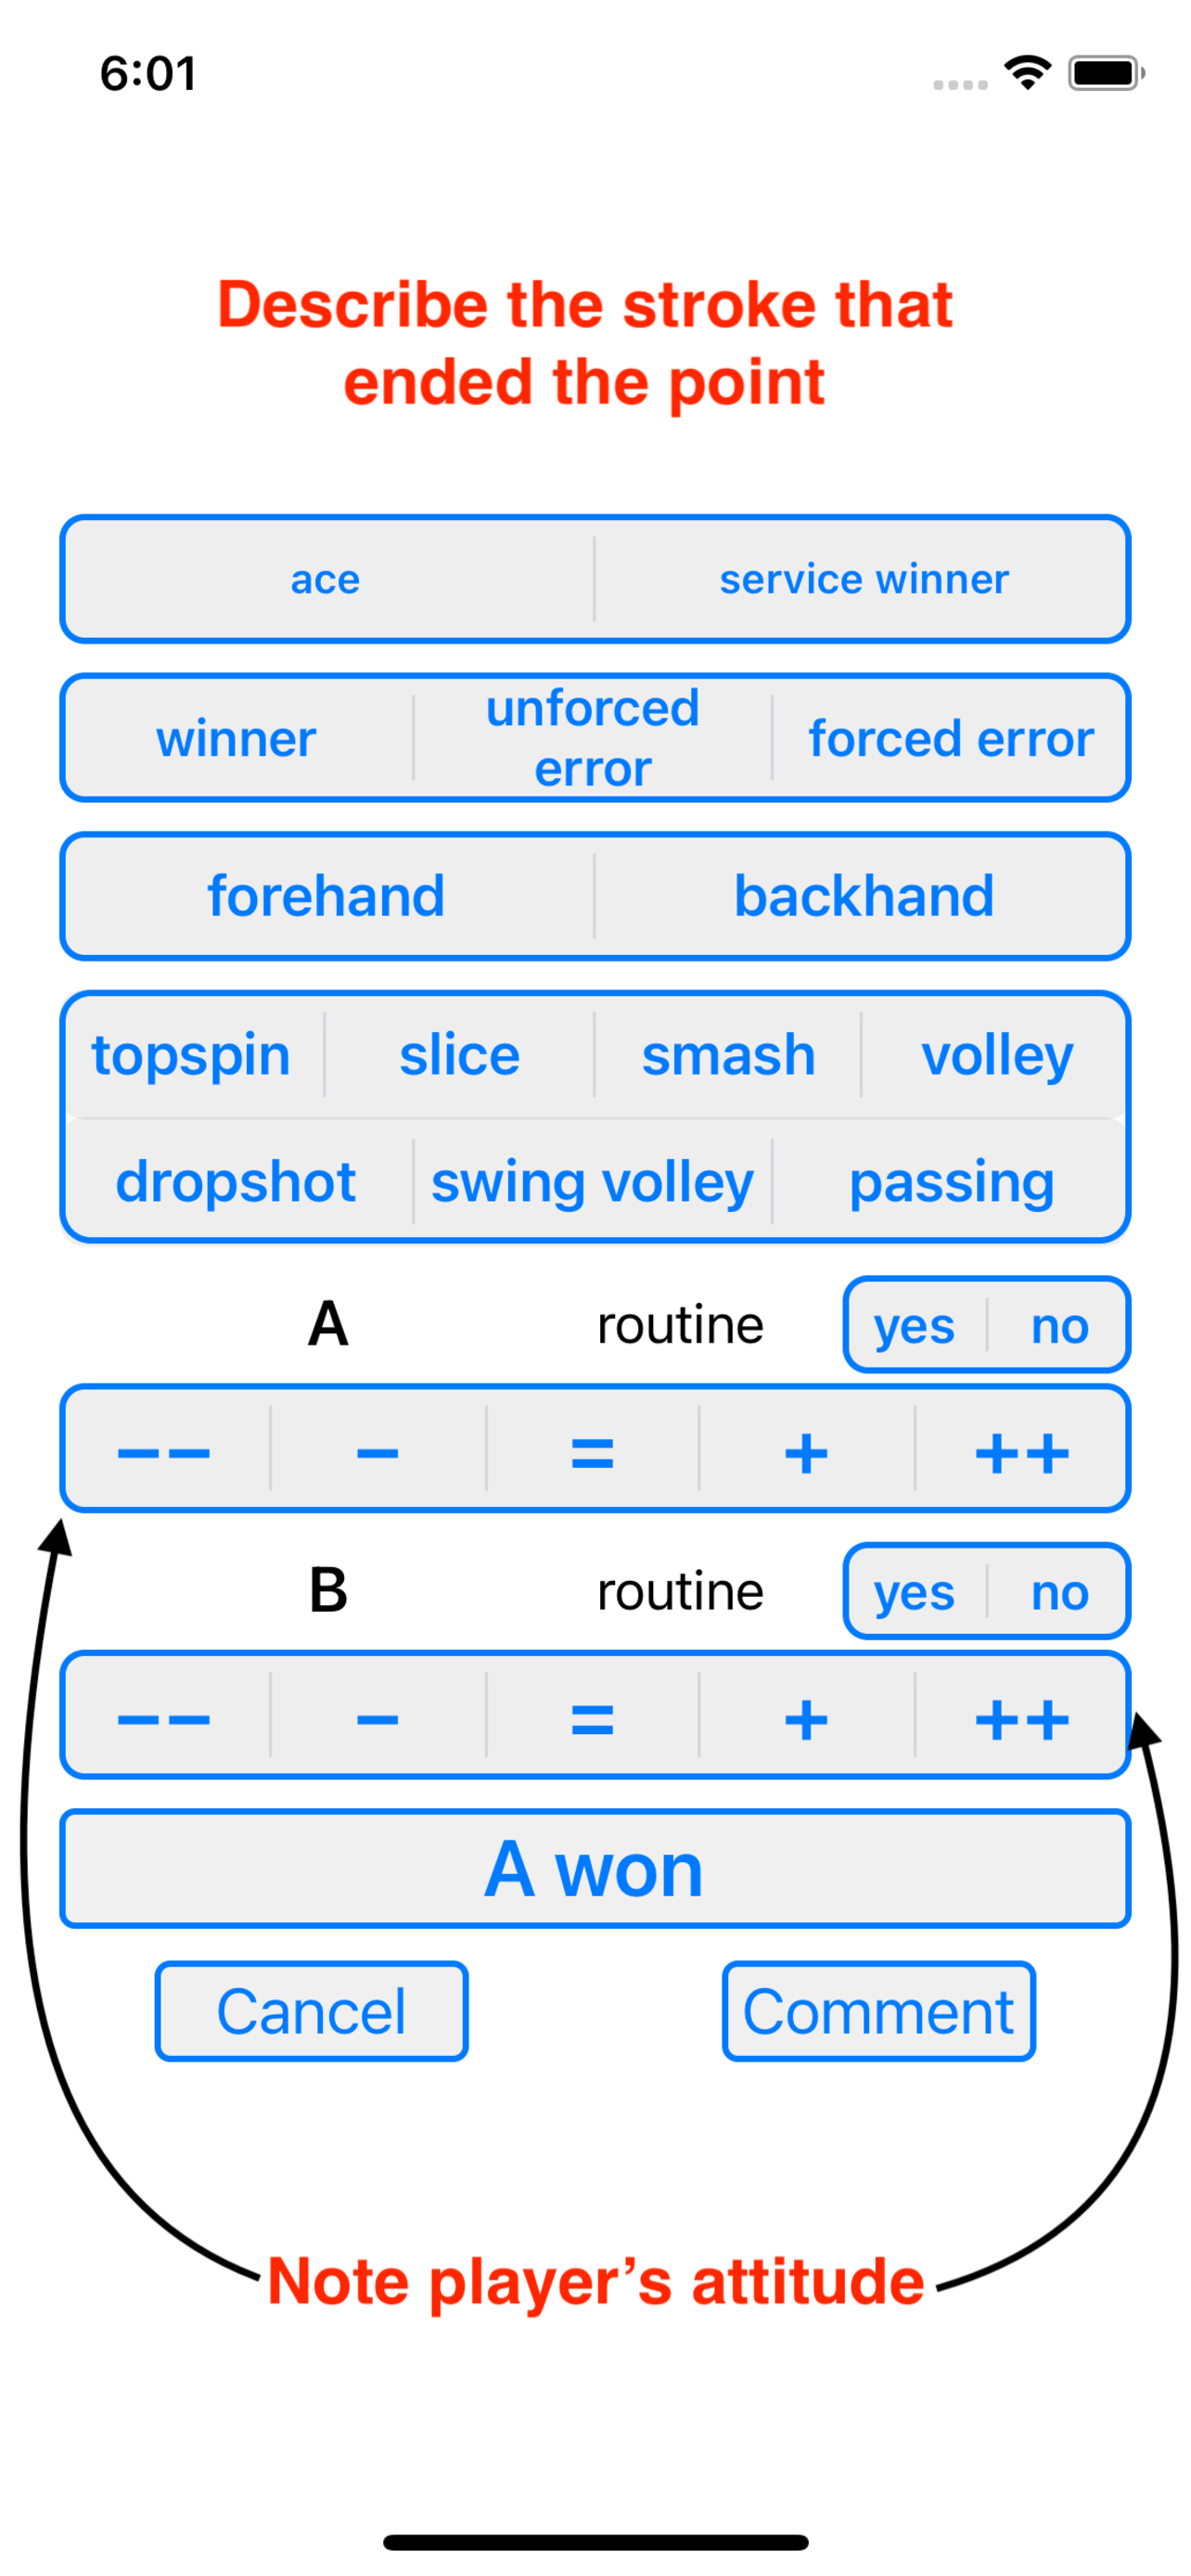 6:01
Describe the stroke that
ended the point
ace service winner
winner unforced error forced error
forehand backhand
topspin slice smash volley
dropshot swing volley passing
A routine yes no
–– – = + ++
B routine yes no
–– – = + ++
A won
Cancel Comment
Note player’s attitude